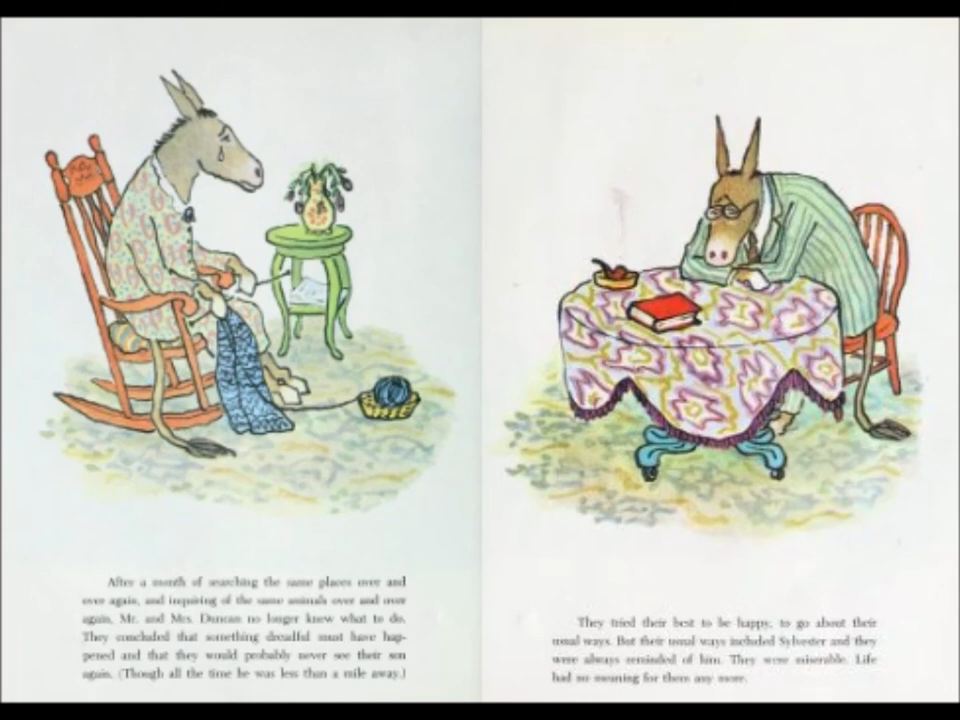 After a month of searching the same places over and
over again, and inquiring of the same animals over and over
again, Mr. and Mrs. Duncan no longer knew what to do.
They concluded that something dreadful must have hap-
pened and that they would probably never see their son
again. (Though all the time he was less than a mile away.)
They tried their best to be happy, to go about their
usual ways. But their usual ways included Sylvester and they
were always reminded of him. They were miserable. Life
had no meaning for them any more.